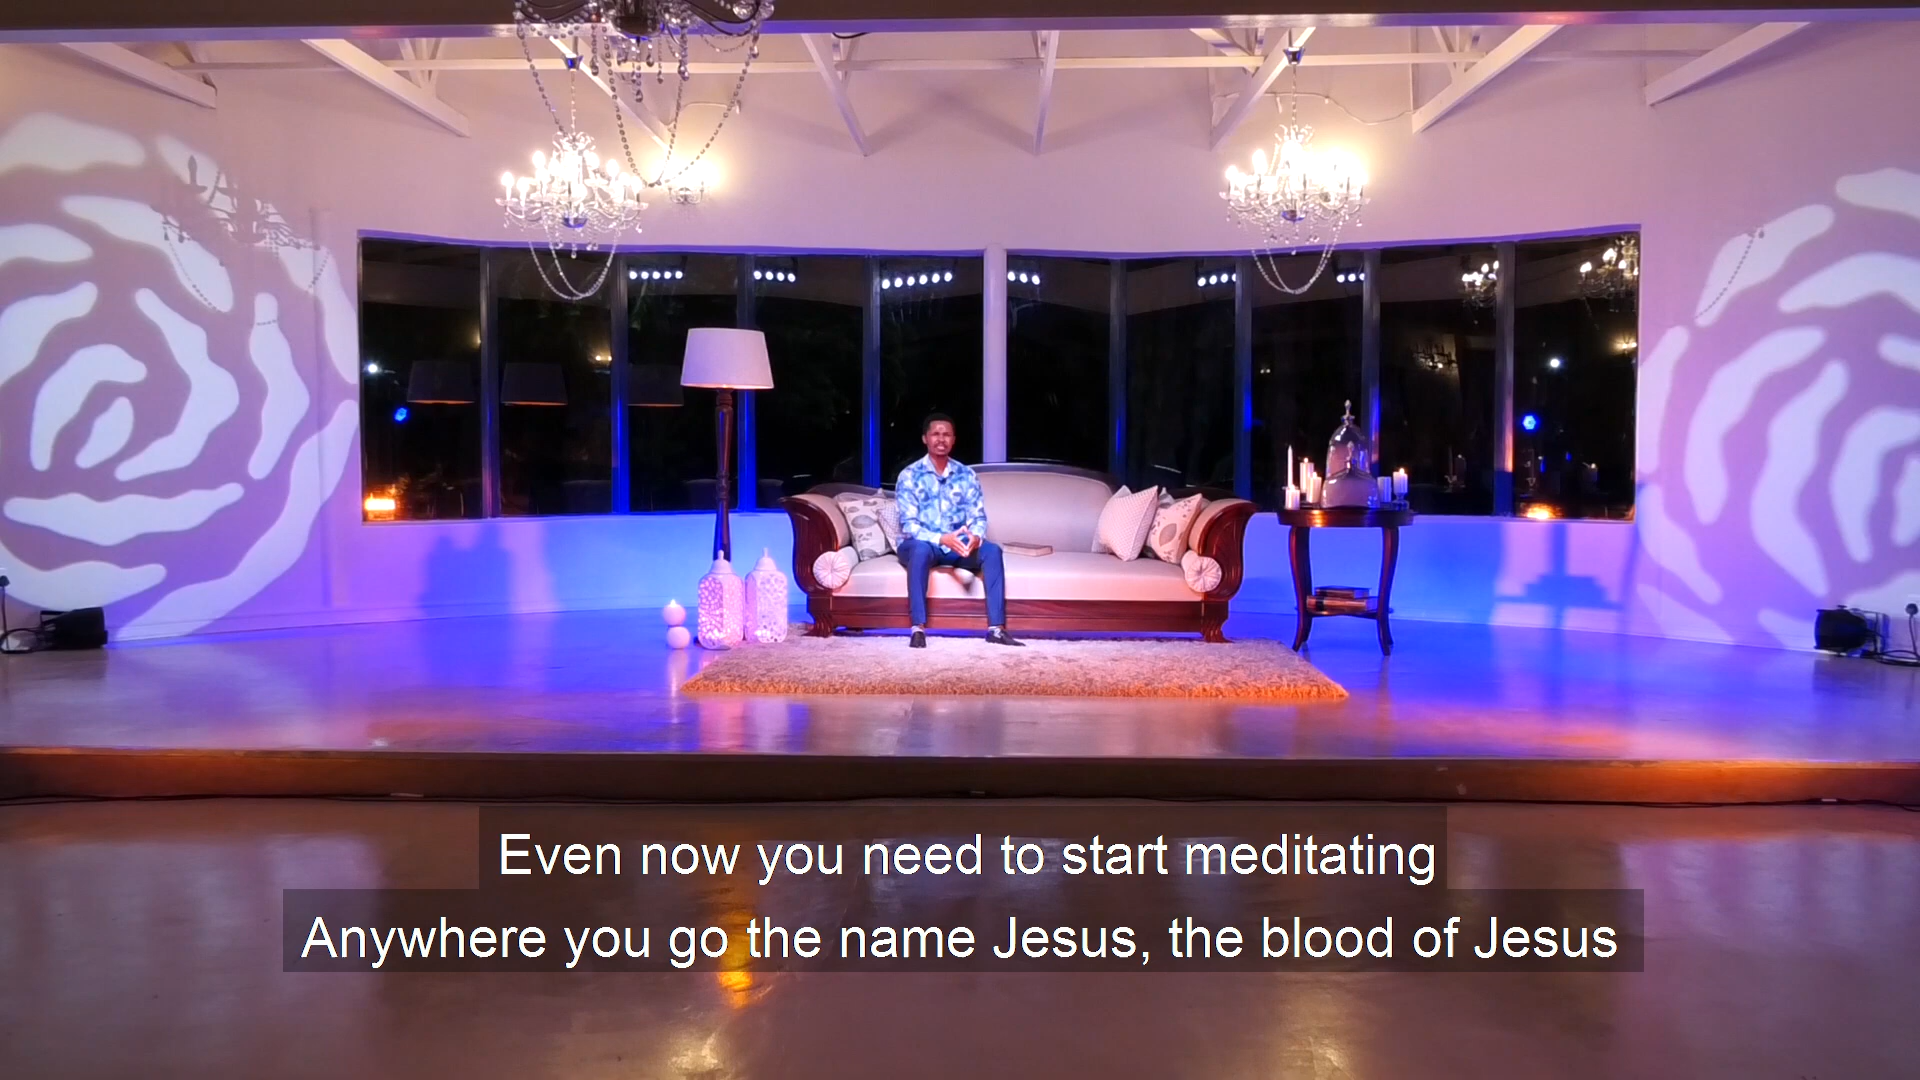 Even now you need to start meditating
Anywhere you go the name Jesus, the blood of Jesus